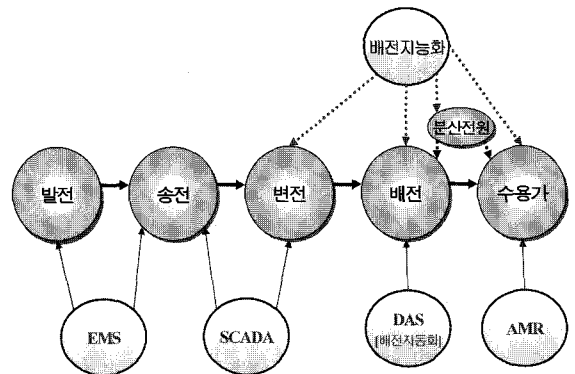 배전지능화
분산전원
발전
송전
변전
배전
수용가
EMS
SCADA
DAS
[배전자동화]
AMR